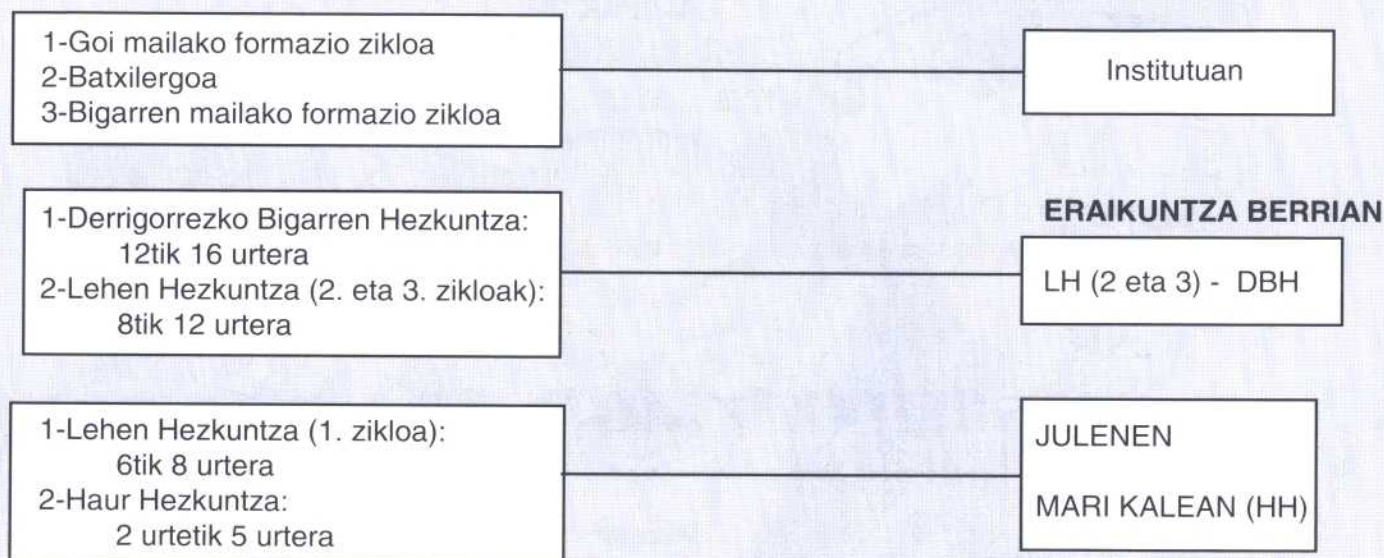 1-Goi mailako formazio zikloa
2-Batxilergoa
3-Bigarren mailako formazio zikloa
Institutuan
1-Derrigorrezko Bigarren Hezkuntza:
12tik 16 urtera
2-Lehen Hezkuntza (2. eta 3. zikloak):
8tik 12 urtera
ERAIKUNTZA BERRIAN
LH (2 eta 3) - DBH
1-Lehen Hezkuntza (1. zikloa):
6tik 8 urtera
2-Haur Hezkuntza:
2 urtetik 5 urtera
JULENEN
MARI KALEAN (HH)